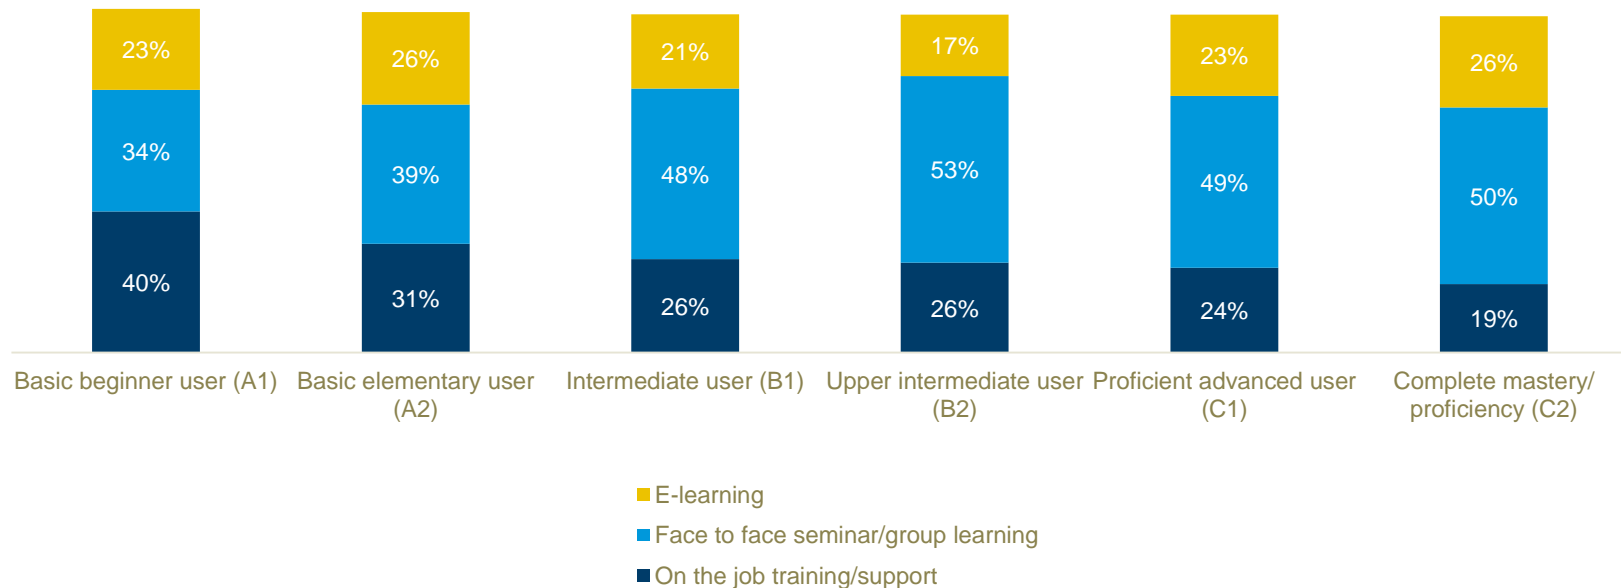 23%
26%
21%
17%
23%
26%
34%
39%
48%
53%
49%
50%
40%
31%
26%
26%
24%
19%
Basic beginner user (A1)
Basic elementary user
(A2)
Intermediate user (B1)
Upper intermediate user
(B2)
Proficient advanced user
(C1)
Complete mastery/
proficiency (C2)
E-learning
Face to face seminar/group learning
On the job training/support